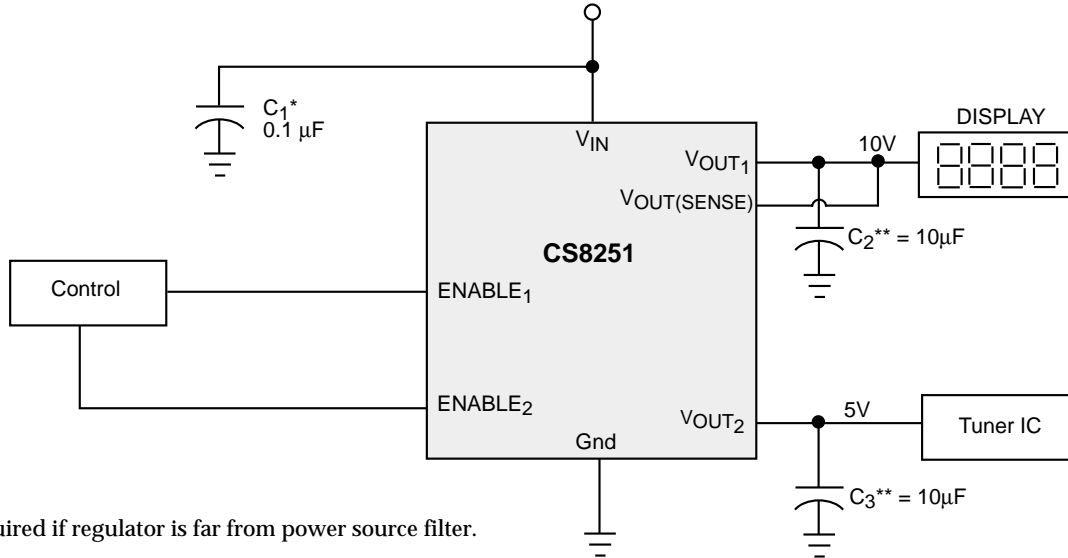 C1*
0.1 µF
VIN
VOUT1
10V
DISPLAY
8888
VOUT(SENSE)
C2** = 10µF
CS8251
Control
ENABLE1
ENABLE2
VOUT2
5V
Tuner IC
Gnd
C3** = 10µF
if regulator is far from power source filter.